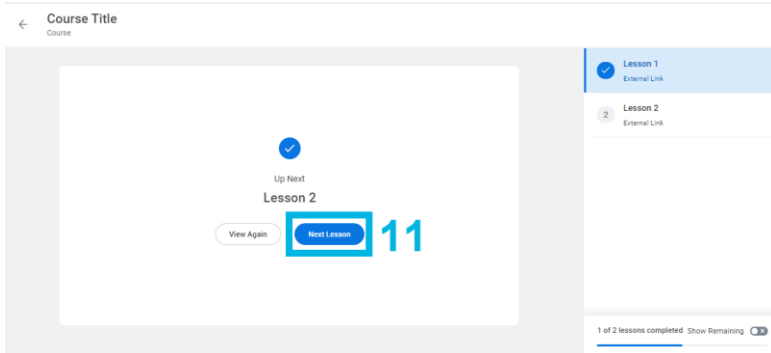 Course Title
Course
Up Next
Lesson 2
View Again
Next Lesson
11
Lesson 1
External Link
2
Lesson 2
External Link
1 of 2 lessons completed Show Remaining